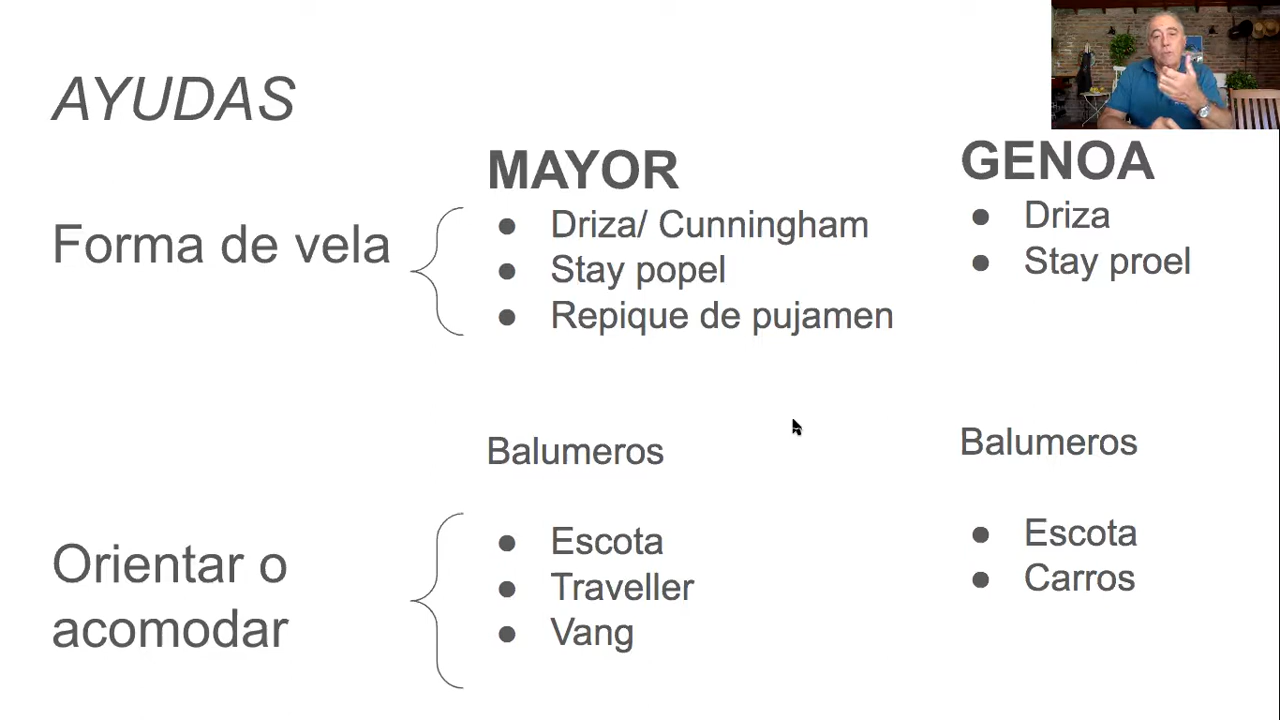 AYUDAS
MAYOR
GENOA
Forma de vela
● Driza/ Cunningham
● Stay popel
● Repique de pujamen
● Driza
● Stay proel
Balumeros
Balumeros
Orientar o
acomodar
● Escota
● Traveller
● Vang
● Escota
● Carros